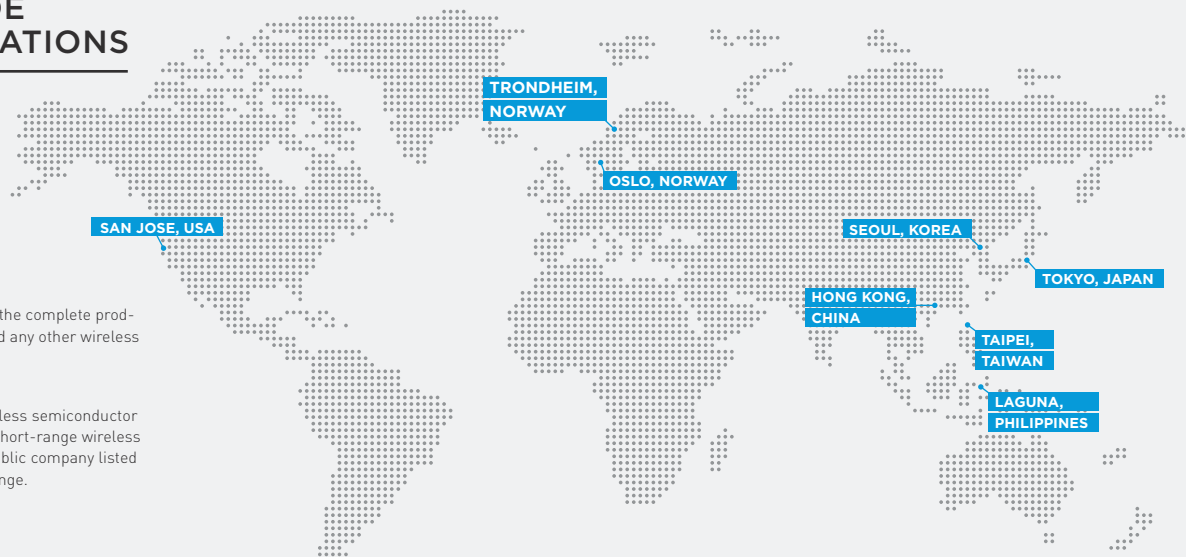 DE
ATIONS
TRONDHEIM,
NORWAY
OSLO, NORWAY
SAN JOSE, USA
SEOUL, KOREA
TOKYO, JAPAN
HONG KONG,
CHINA
TAIPEI,
TAIWAN
LAGUNA,
PHILIPPINES
the complete prod-
d any other wireless
less semiconductor
hort-range wireless
blic company listed
nge.